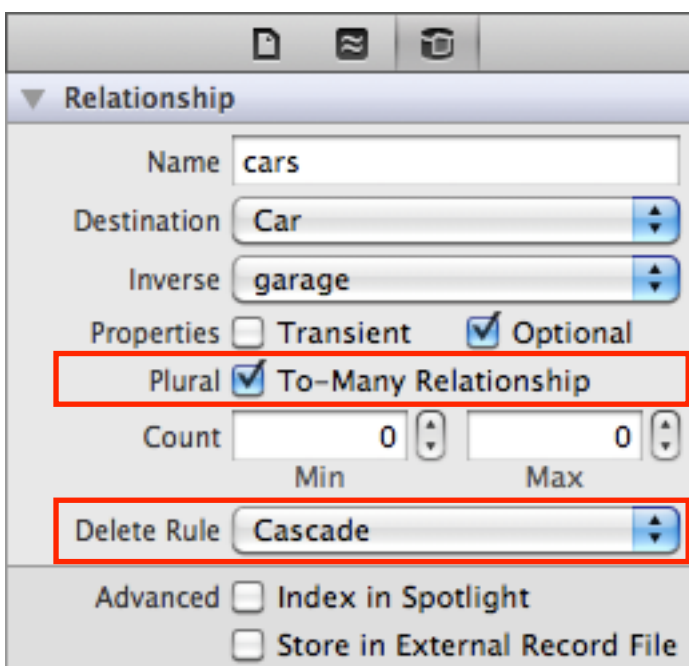 Relationship
Name cars
Destination Car
Inverse garage
Properties Transient Optional
Plural To-Many Relationship
Count 0 0
Min Max
Delete Rule Cascade
Advanced Index in Spotlight
Store in External Record File